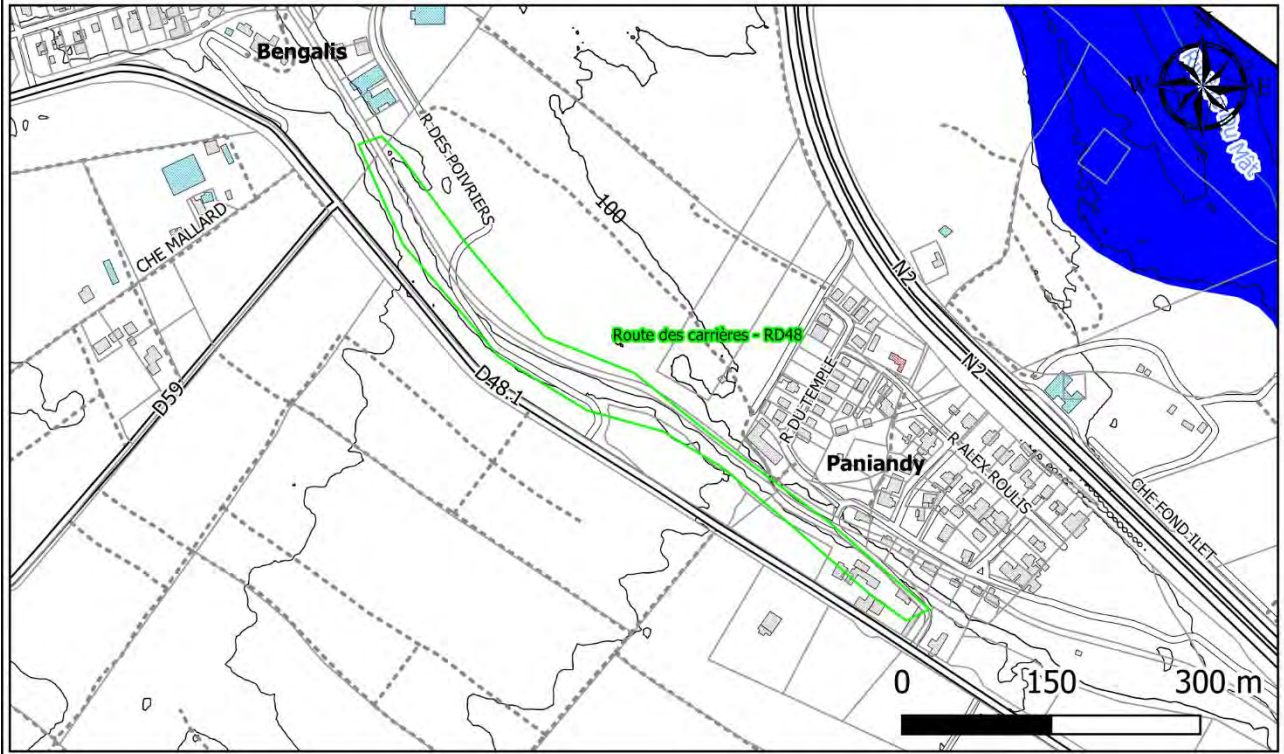 Bengalis
R·DES·POIVRIERS
N
W
E
Du Mât
CHE MALLARD
100
N2
Route des carrières - RD48
N2
D59
D48·1
R·DU·TEMPLE
Paniandy
R·ALEX·ROULIS
CHE·FOND·ILET
0 150 300 m